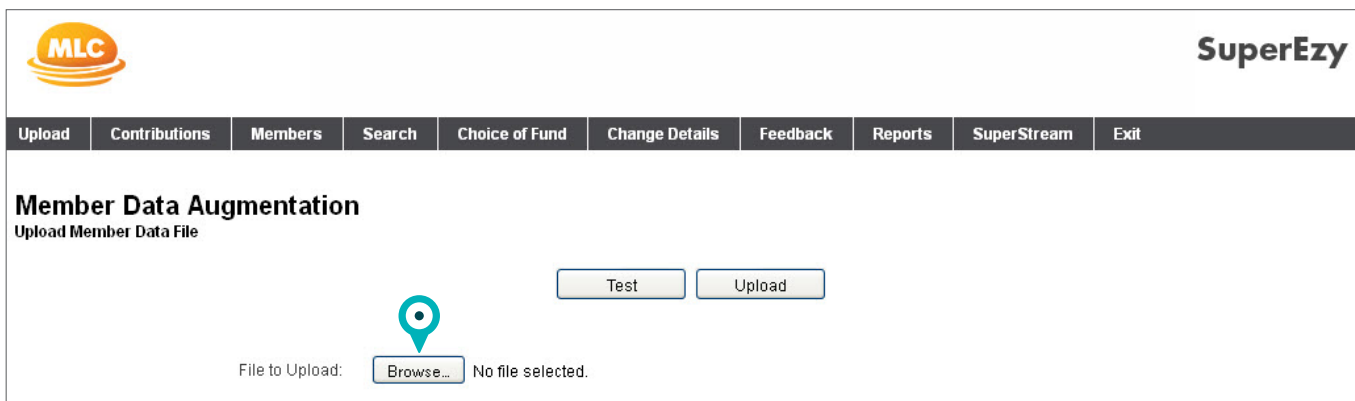 MLC
SuperEzy
Upload Contributions Members Search Choice of Fund Change Details Feedback Reports SuperStream Exit
Member Data Augmentation
Upload Member Data File
Test Upload
File to Upload: Browse... No file selected.